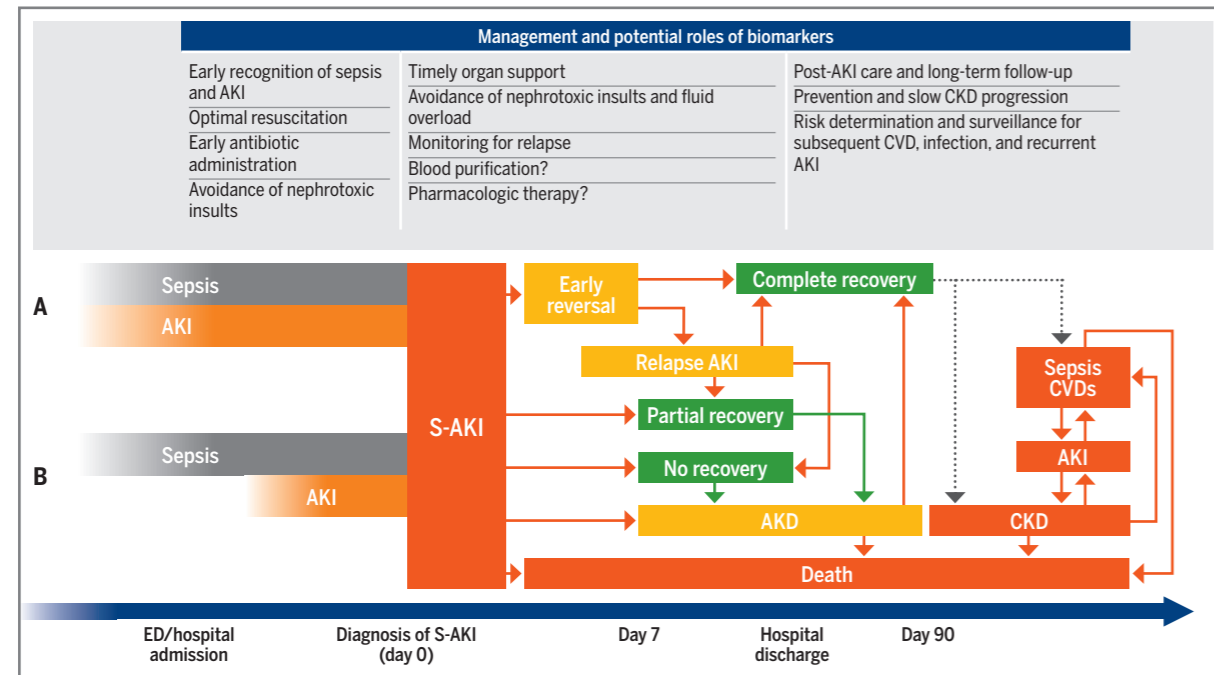 Management and potential roles of biomarkers
Early recognition of sepsis
and AKI
Optimal resuscitation
Early antibiotic
administration
Avoidance of nephrotoxic
insults
Timely organ support
Avoidance of nephrotoxic insults and fluid
overload
Monitoring for relapse
Blood purification?
Pharmacologic therapy?
Post-AKI care and long-term follow-up
Prevention and slow CKD progression
Risk determination and surveillance for
subsequent CVD, infection, and recurrent
AKI
A
Sepsis
AKI
B
Sepsis
AKI
S-AKI
Early
reversal
Complete recovery
Relapse AKI
Partial recovery
No recovery
AKD
Death
Sepsis
CVDs
AKI
CKD
ED/hospital
admission
Diagnosis of S-AKI
(day 0)
Day 7
Hospital
discharge
Day 90